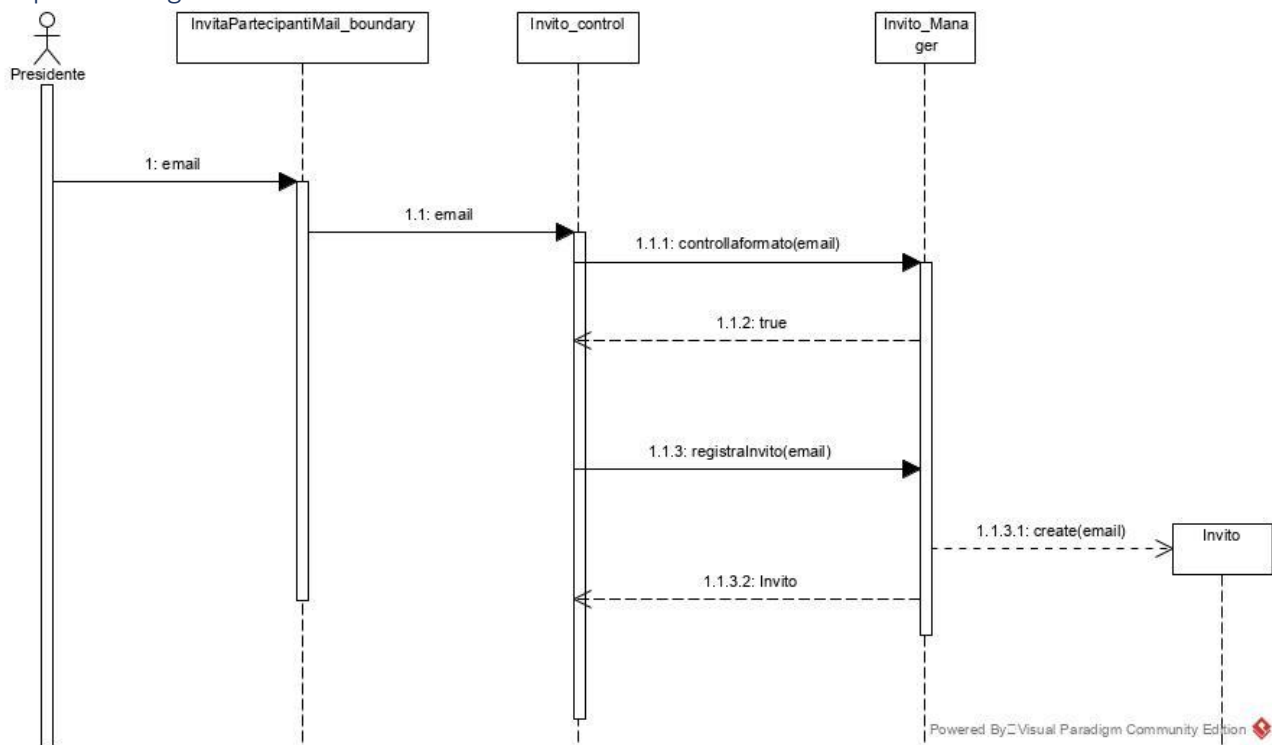 InvitaPartecipantiMail_boundary
Invito_control
Invito_Mana
ger
Presidente
1: email
1.1: email
1.1.1: controllaformato(email)
1.1.2: true
1.1.3: registraInvito(email)
1.1.3.1: create(email)
Invito
1.1.3.2: Invito
Powered By Visual Paradigm Community Edition